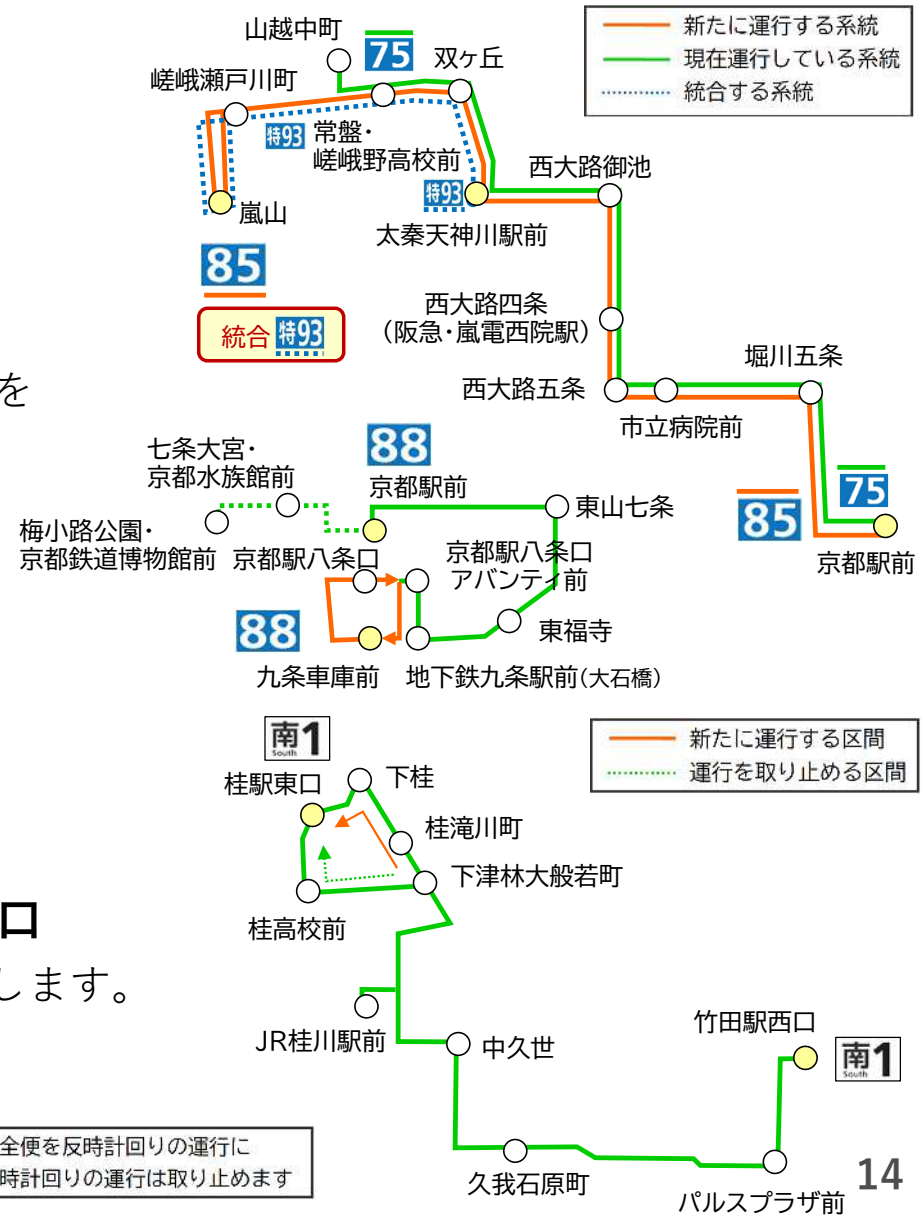 山越中町
75
双ヶ丘
嵯峨瀬戸川町
特93
常盤・
嵯峨野高校前
新たに運行する系統
現在運行している系統
統合する系統
特93
西大路御池
嵐山
太秦天神川駅前
85
統合 特93
西大路四条
(阪急・嵐電西院駅)
堀川五条
を
西大路五条
市立病院前
85
75
京都駅前
七条大宮・
京都水族館前
88
京都駅前
東山七条
梅小路公園・
京都鉄道博物館前
京都駅八条口
京都駅八条口
アバンティ前
88
東福寺
九条車庫前
地下鉄九条駅前(大石橋)
南1
South
新たに運行する区間
運行を取り止める区間
桂駅東口
下桂
桂滝川町
下津林大般若町
桂高校前
口
します。
JR桂川駅前
中久世
竹田駅西口
南1
South
全便を反時計回りの運行に
時計回りの運行は取り止めます
久我石原町
パルスプラザ前
14